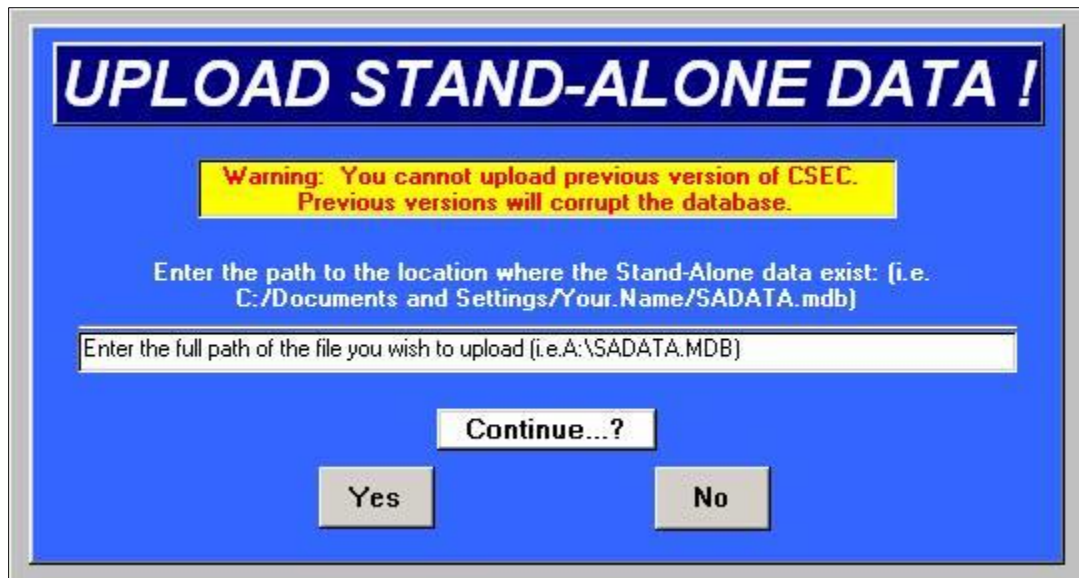 UPLOAD STAND-ALONE DATA !
Warning:  You cannot upload previous version of CSEC.
Previous versions will corrupt the database.
Enter the path to the location where the Stand-Alone data exist: (i.e.
C:/Documents and Settings/Your.Name/SADATA.mdb)
Enter the full path of the file you wish to upload (i.e.A:\SADATA.MDB)
Continue...?
Yes
No